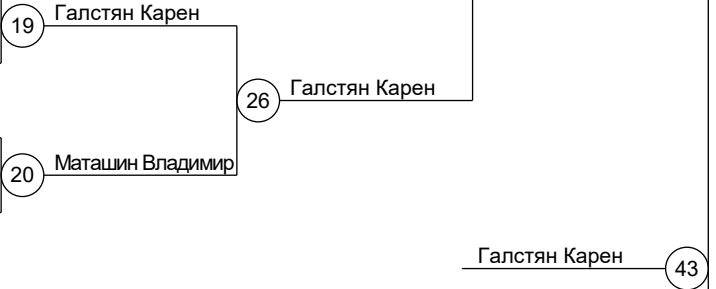 19 Галстян Карен
26 Галстян Карен
20 Маташин Владимир
Галстян Карен 43